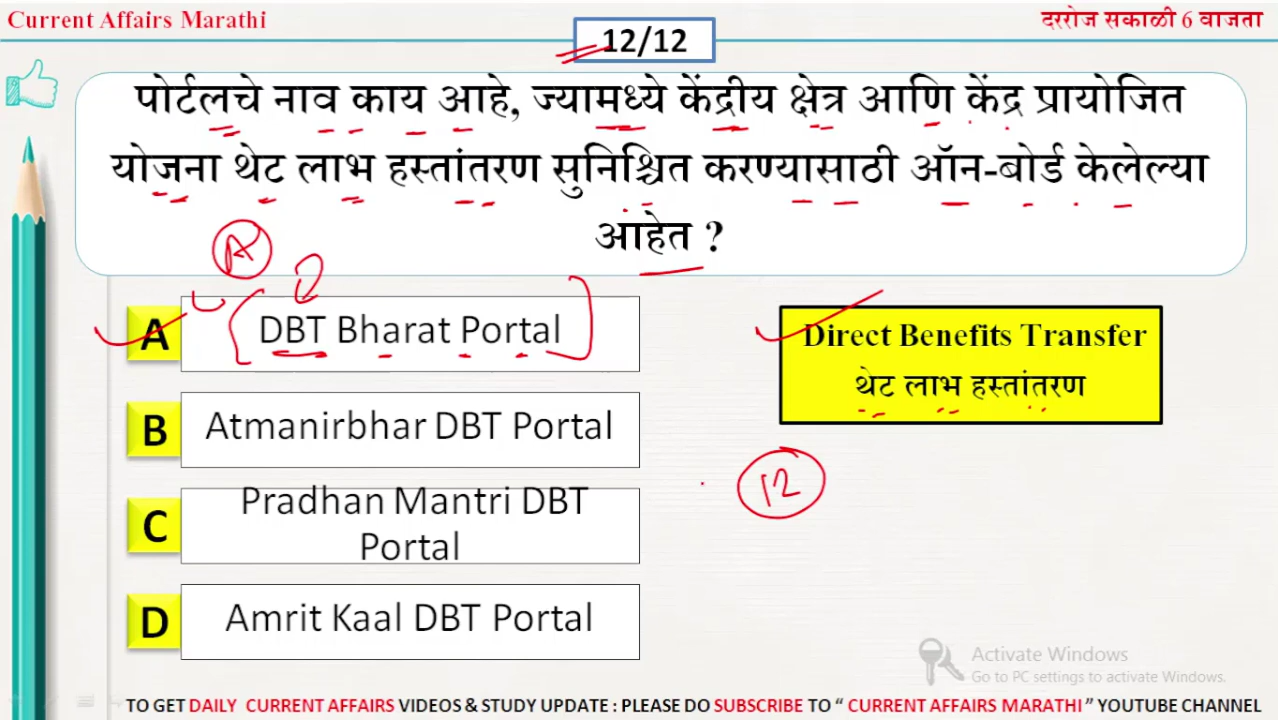 Current Affairs Marathi
दररोज सकाळी 6 वाजता
12/12
पोर्टलचे नाव काय आहे, ज्यामध्ये केंद्रीय क्षेत्र आणि केंद्र प्रायोजित
योजना थेट लाभ हस्तांतरण सुनिश्चित करण्यासाठी ऑन-बोर्ड केलेल्या
आहेत ?
A
A DBT Bharat Portal
Direct Benefits Transfer
थेट लाभ हस्तांतरण
B Atmanirbhar DBT Portal
12
C Pradhan Mantri DBT
Portal
D Amrit Kaal DBT Portal
Activate Windows
Go to PC settings to activate Windows.
TO GET DAILY CURRENT AFFAIRS VIDEOS & STUDY UPDATE : PLEASE DO SUBSCRIBE TO “ CURRENT AFFAIRS MARATHI ” YOUTUBE CHANNEL